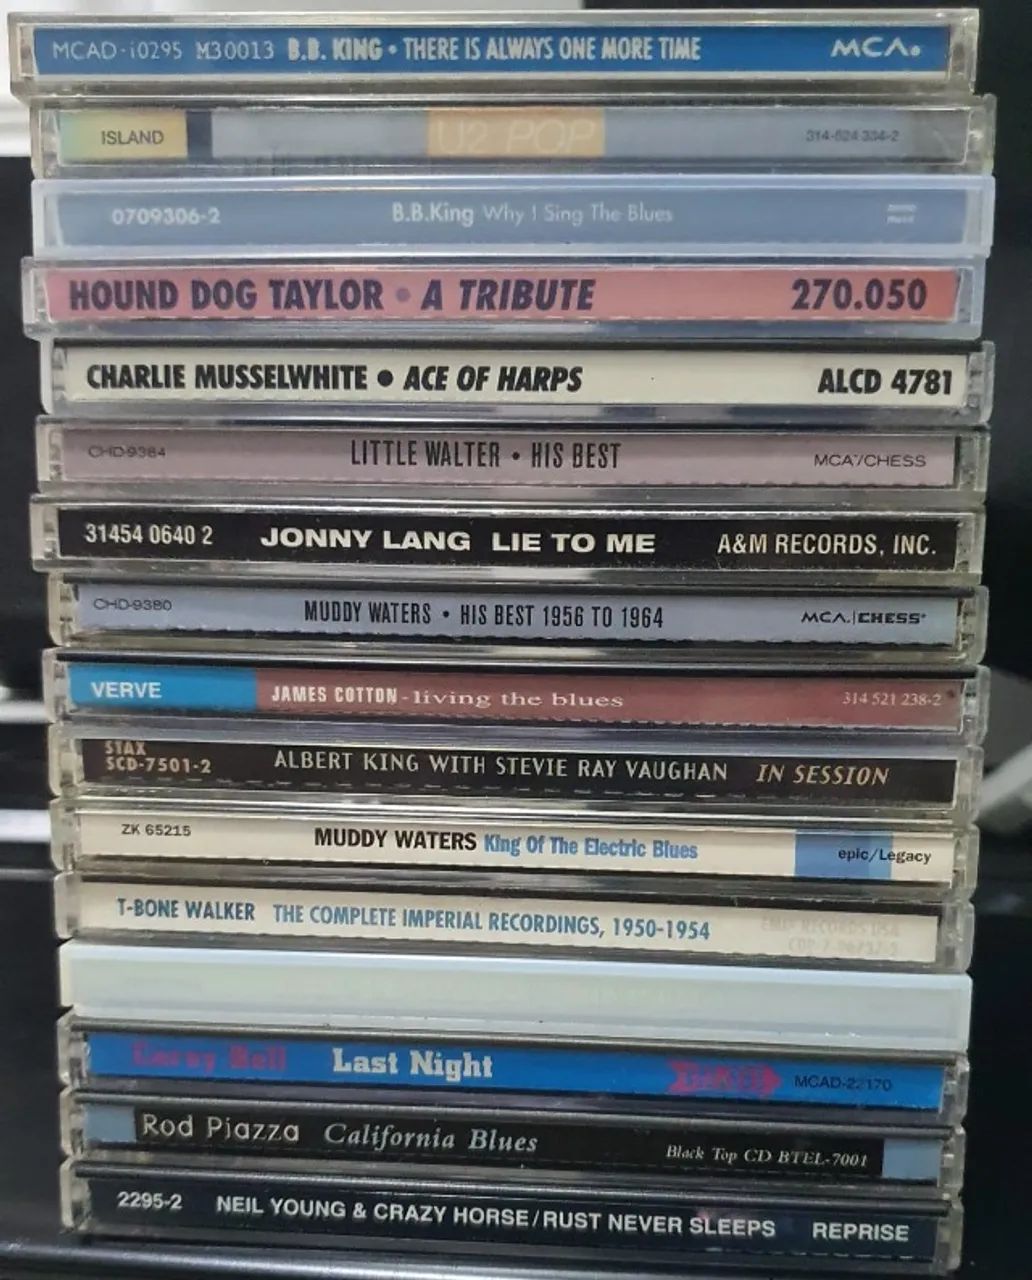 MCAD-10295 M30013 B.B. KING • THERE IS ALWAYS ONE MORE TIME MCA.
ISLAND U2 POP 314-524 334-2
0709306-2 B.B.King Why I Sing The Blues
HOUND DOG TAYLOR • A TRIBUTE 270.050
CHARLIE MUSSELWHITE • ACE OF HARPS ALCD 4781
CHD-9384 LITTLE WALTER • HIS BEST MCA/CHESS
31454 0640 2 JONNY LANG LIE TO ME A&M RECORDS, INC.
CHD-9380 MUDDY WATERS • HIS BEST 1956 TO 1964 MCA.|CHESS
VERVE JAMES COTTON - living the blues 314 521 238-2
STAX
SCD-7501-2 ALBERT KING WITH STEVIE RAY VAUGHAN IN SESSION
ZK 65215 MUDDY WATERS King Of The Electric Blues epic/Legacy
T-BONE WALKER THE COMPLETE IMPERIAL RECORDINGS, 1950-1954
Carey Bell Last Night MCAD-22170
Rod Piazza California Blues Black Top CD BTEL-7001
2295-2 NEIL YOUNG & CRAZY HORSE/RUST NEVER SLEEPS REPRISE